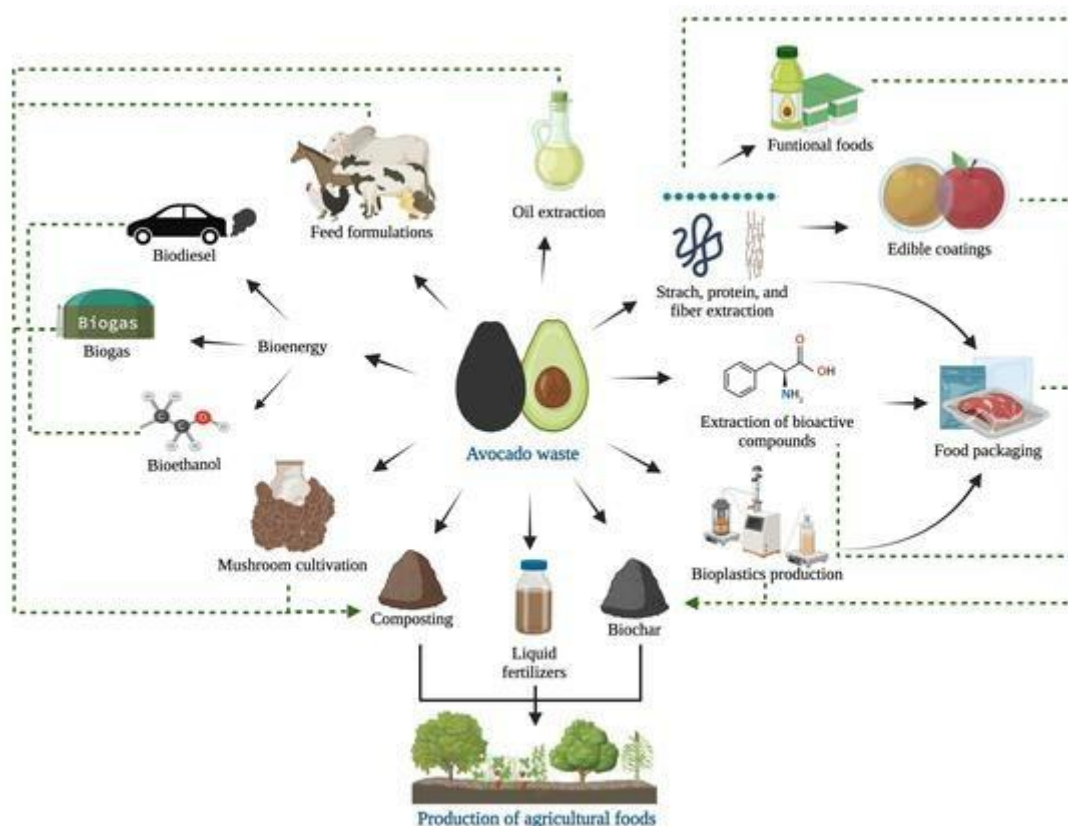 Funtional foods
Oil extraction
Feed formulations
Edible coatings
Biodiesel
Strach, protein, and
fiber extraction
Biogas
Biogas
Bioenergy
O
OH
NH2
Extraction of bioactive
compounds
Food packaging
C
C
O
H
H
H
H
H
H
Bioethanol
Avocado waste
Mushroom cultivation
Bioplastics production
Composting
Liquid
fertilizers
Biochar
Production of agricultural foods